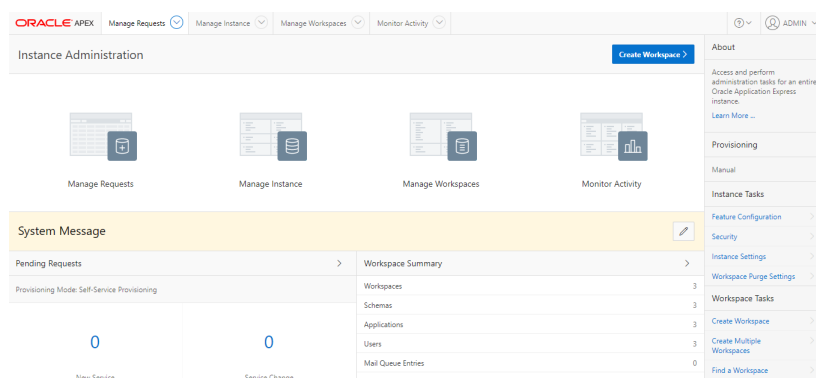 ORACLE APEX Manage Requests Manage Instance Manage Workspaces Monitor Activity ADMIN
Instance Administration
Create Workspace >
Manage Requests
Manage Instance
Manage Workspaces
Monitor Activity
System Message
Pending Requests
Provisioning Mode: Self-Service Provisioning
0
0
New Service
Service Change
Workspace Summary
Workspaces 3
Schemas 3
Applications 3
Users 3
Mail Queue Entries 0
About
Access and perform
administration tasks for an entire
Oracle Application Express
instance.
Learn More ...
Provisioning
Manual
Instance Tasks
Feature Configuration
Security
Instance Settings
Workspace Purge Settings
Workspace Tasks
Create Workspace
Create Multiple
Workspaces
Find a Workspace